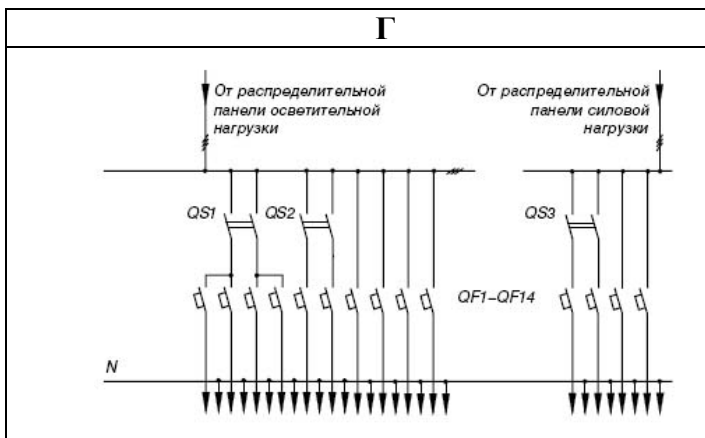 Г
От распределительной
панели осветительной
нагрузки
От распределительной
панели силовой
нагрузки
QS1
QS2
QS3
QF1–QF14
N